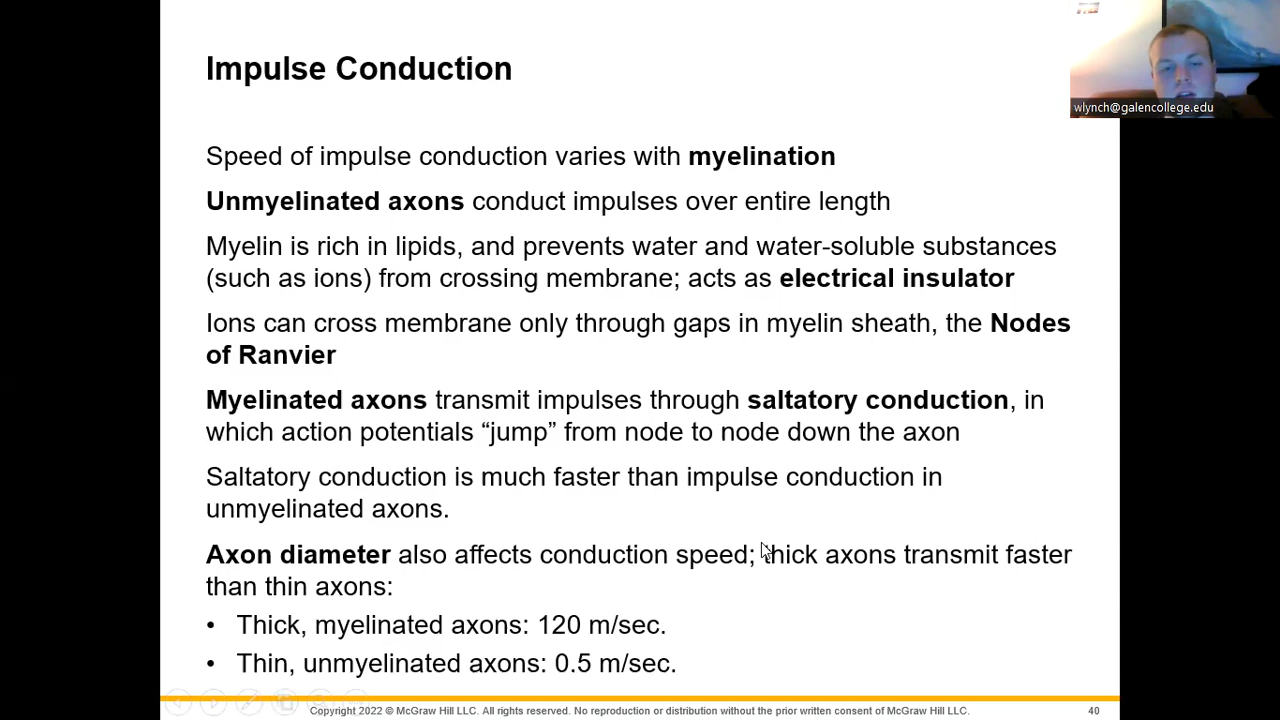 Impulse Conduction
wlynch@galencollege.edu
Speed of impulse conduction varies with myelination
Unmyelinated axons conduct impulses over entire length
Myelin is rich in lipids, and prevents water and water-soluble substances
(such as ions) from crossing membrane; acts as electrical insulator
Ions can cross membrane only through gaps in myelin sheath, the Nodes
of Ranvier
Myelinated axons transmit impulses through saltatory conduction, in
which action potentials “jump” from node to node down the axon
Saltatory conduction is much faster than impulse conduction in
unmyelinated axons.
Axon diameter also affects conduction speed; thick axons transmit faster
than thin axons:
• Thick, myelinated axons: 120 m/sec.
• Thin, unmyelinated axons: 0.5 m/sec.
Copyright 2022 © McGraw Hill LLC. All rights reserved. No reproduction or distribution without the prior written consent of McGraw Hill LLC.
40